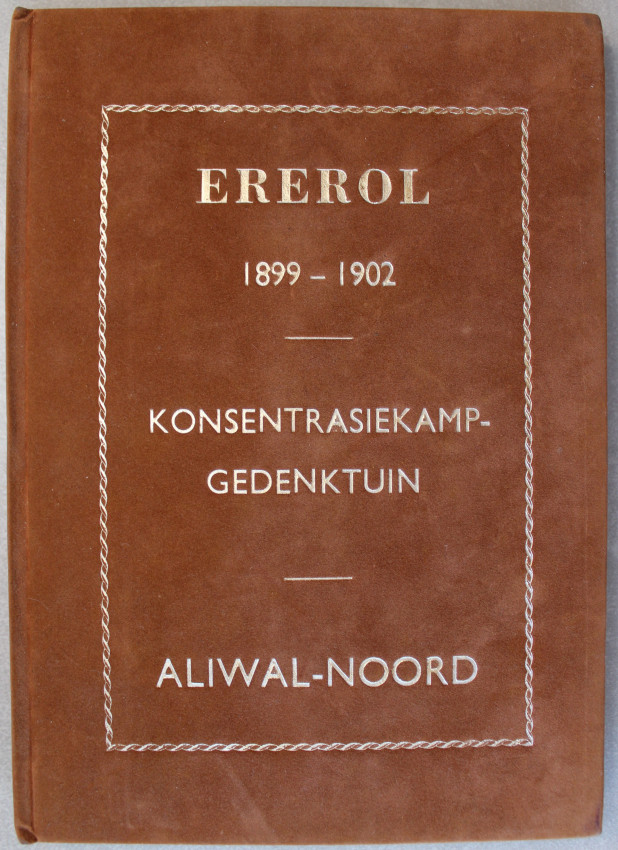 EREROL
1899 – 1902
KONSENTRASIEKAMP-
GEDENKTUIN
ALIWAL-NOORD